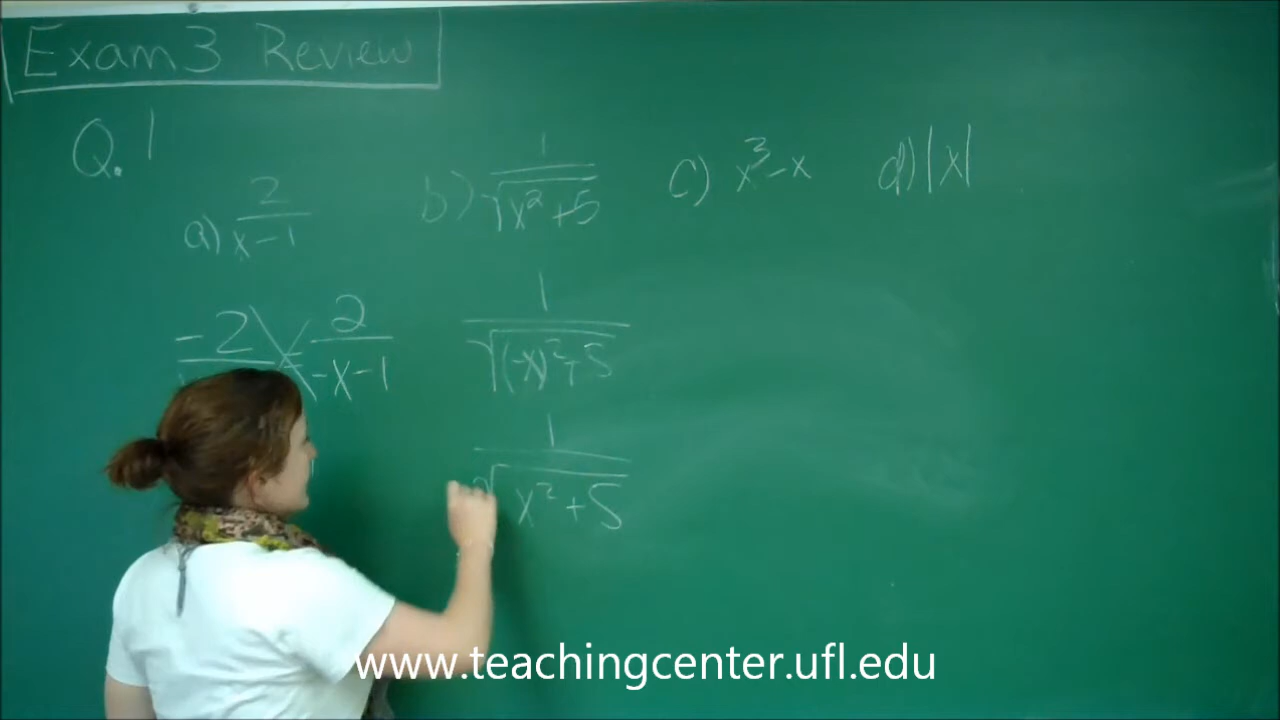 Exam 3 Review
Q.1
a) 2/(x-1)
b) 1/√(x²+5)
c) x³-x
d) |x|
-2
2/(-x-1)
1/√((-x)²+5)
1/√(x²+5)
www.teachingcenter.ufl.edu